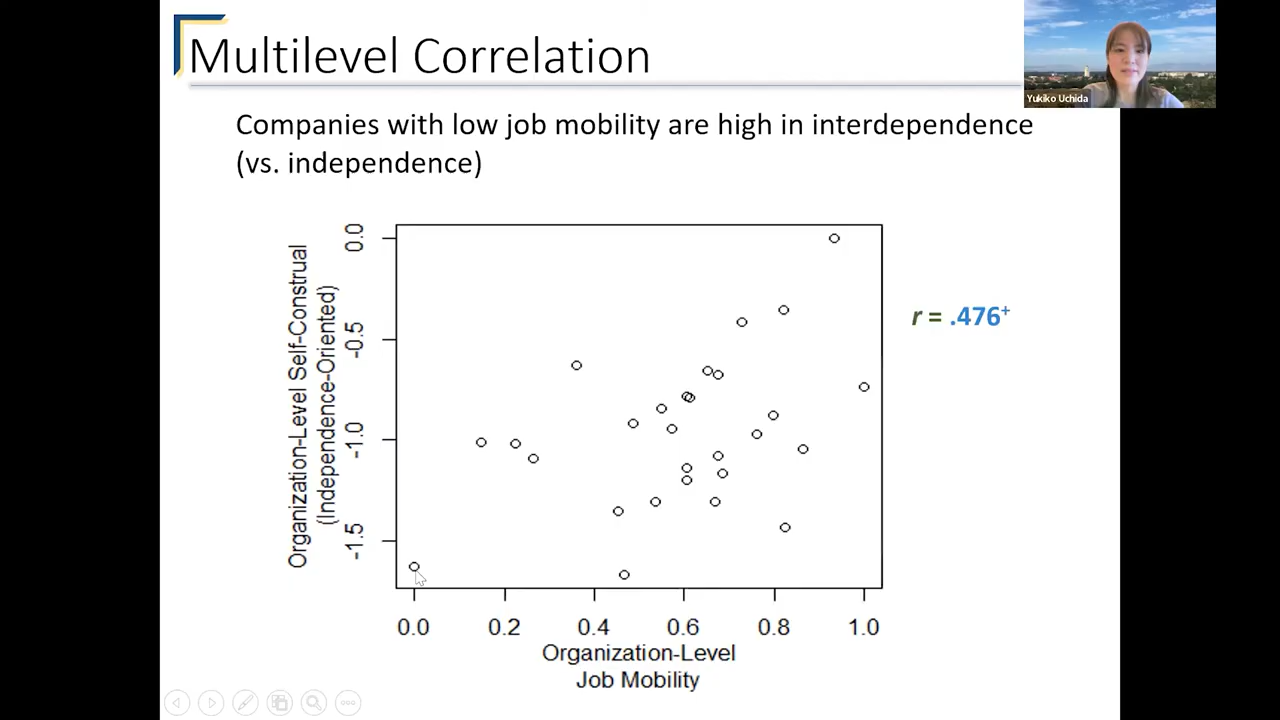 Multilevel Correlation
Yukiko Uchida
Companies with low job mobility are high in interdependence
(vs. independence)
Organization-Level Self-Construal
(Independence-Oriented)
0.0
-0.5
-1.0
-1.5
r = .476+
0.0 0.2 0.4 0.6 0.8 1.0
Organization-Level
Job Mobility